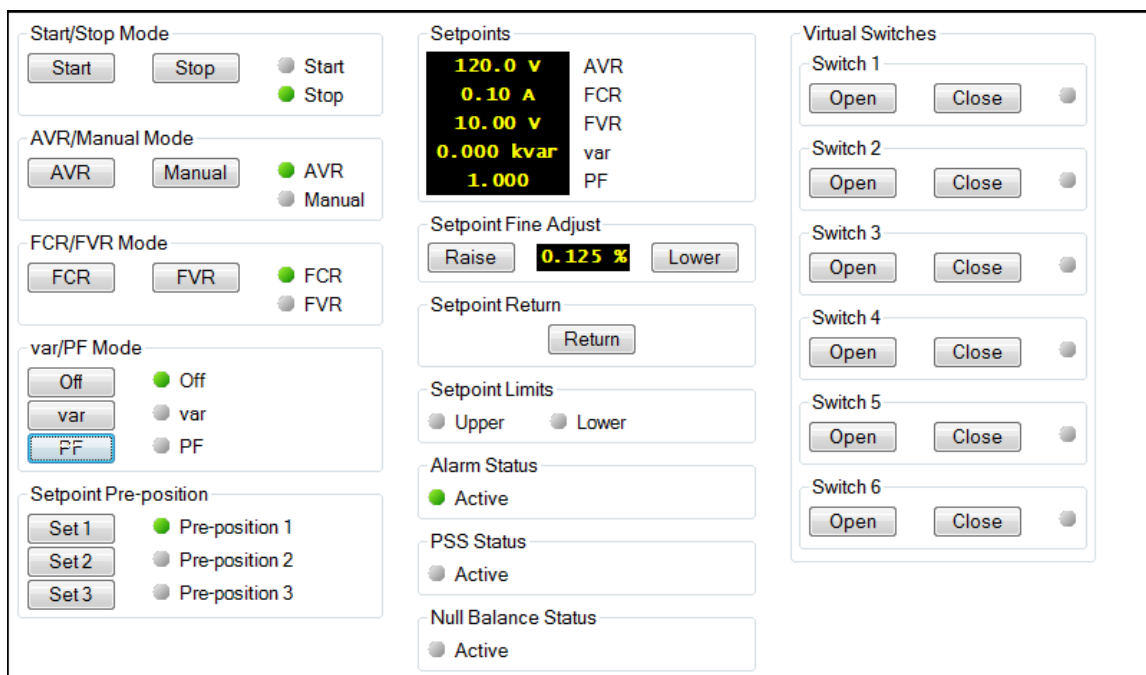 Start/Stop Mode
Start Stop Start
Stop
AVR/Manual Mode
AVR Manual AVR
Manual
FCR/FVR Mode
FCR FVR FCR
FVR
var/PF Mode
Off Off
var var
PF PF
Setpoint Pre-position
Set 1 Pre-position 1
Set 2 Pre-position 2
Set 3 Pre-position 3
Setpoints
120.0 V AVR
0.10 A FCR
10.00 V FVR
0.000 kvar var
1.000 PF
Setpoint Fine Adjust
Raise 0.125 % Lower
Setpoint Return
Return
Setpoint Limits
Upper Lower
Alarm Status
Active
PSS Status
Active
Null Balance Status
Active
Virtual Switches
Switch 1
Open Close
Switch 2
Open Close
Switch 3
Open Close
Switch 4
Open Close
Switch 5
Open Close
Switch 6
Open Close